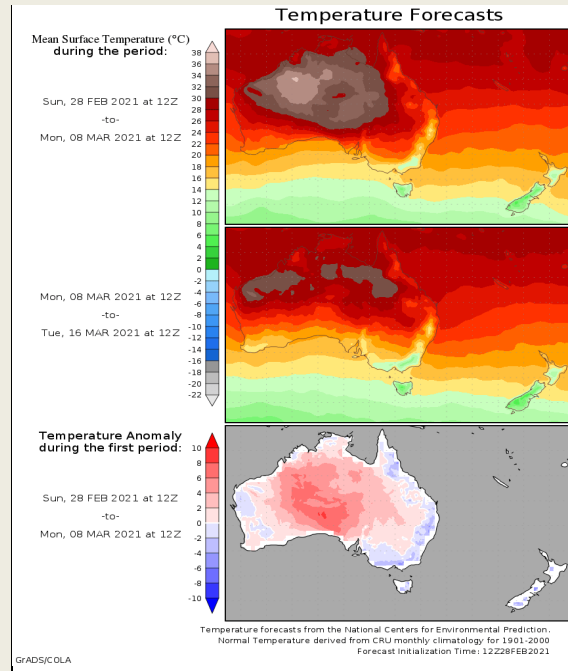 Temperature Forecasts
Mean Surface Temperature (°C)
during the period:
38
36
34
32
30
28
26
24
22
20
18
16
14
12
10
8
6
4
2
0
-2
-4
-6
-8
-10
-12
-14
-16
-18
-20
-22
Sun, 28 FEB 2021 at 12Z
-to-
Mon, 08 MAR 2021 at 12Z
Mon, 08 MAR 2021 at 12Z
-to-
Tue, 16 MAR 2021 at 12Z
Temperature Anomaly
during the first period:
10
8
6
4
2
0
-2
-4
-6
-8
-10
Sun, 28 FEB 2021 at 12Z
-to-
Mon, 08 MAR 2021 at 12Z
Temperature forecasts from the National Centers for Environmental Prediction.
Normal Temperature derived from CRU monthly climatology for 1901-2000
Forecast Initialization Time: 12Z28FEB2021
GrADS/COLA